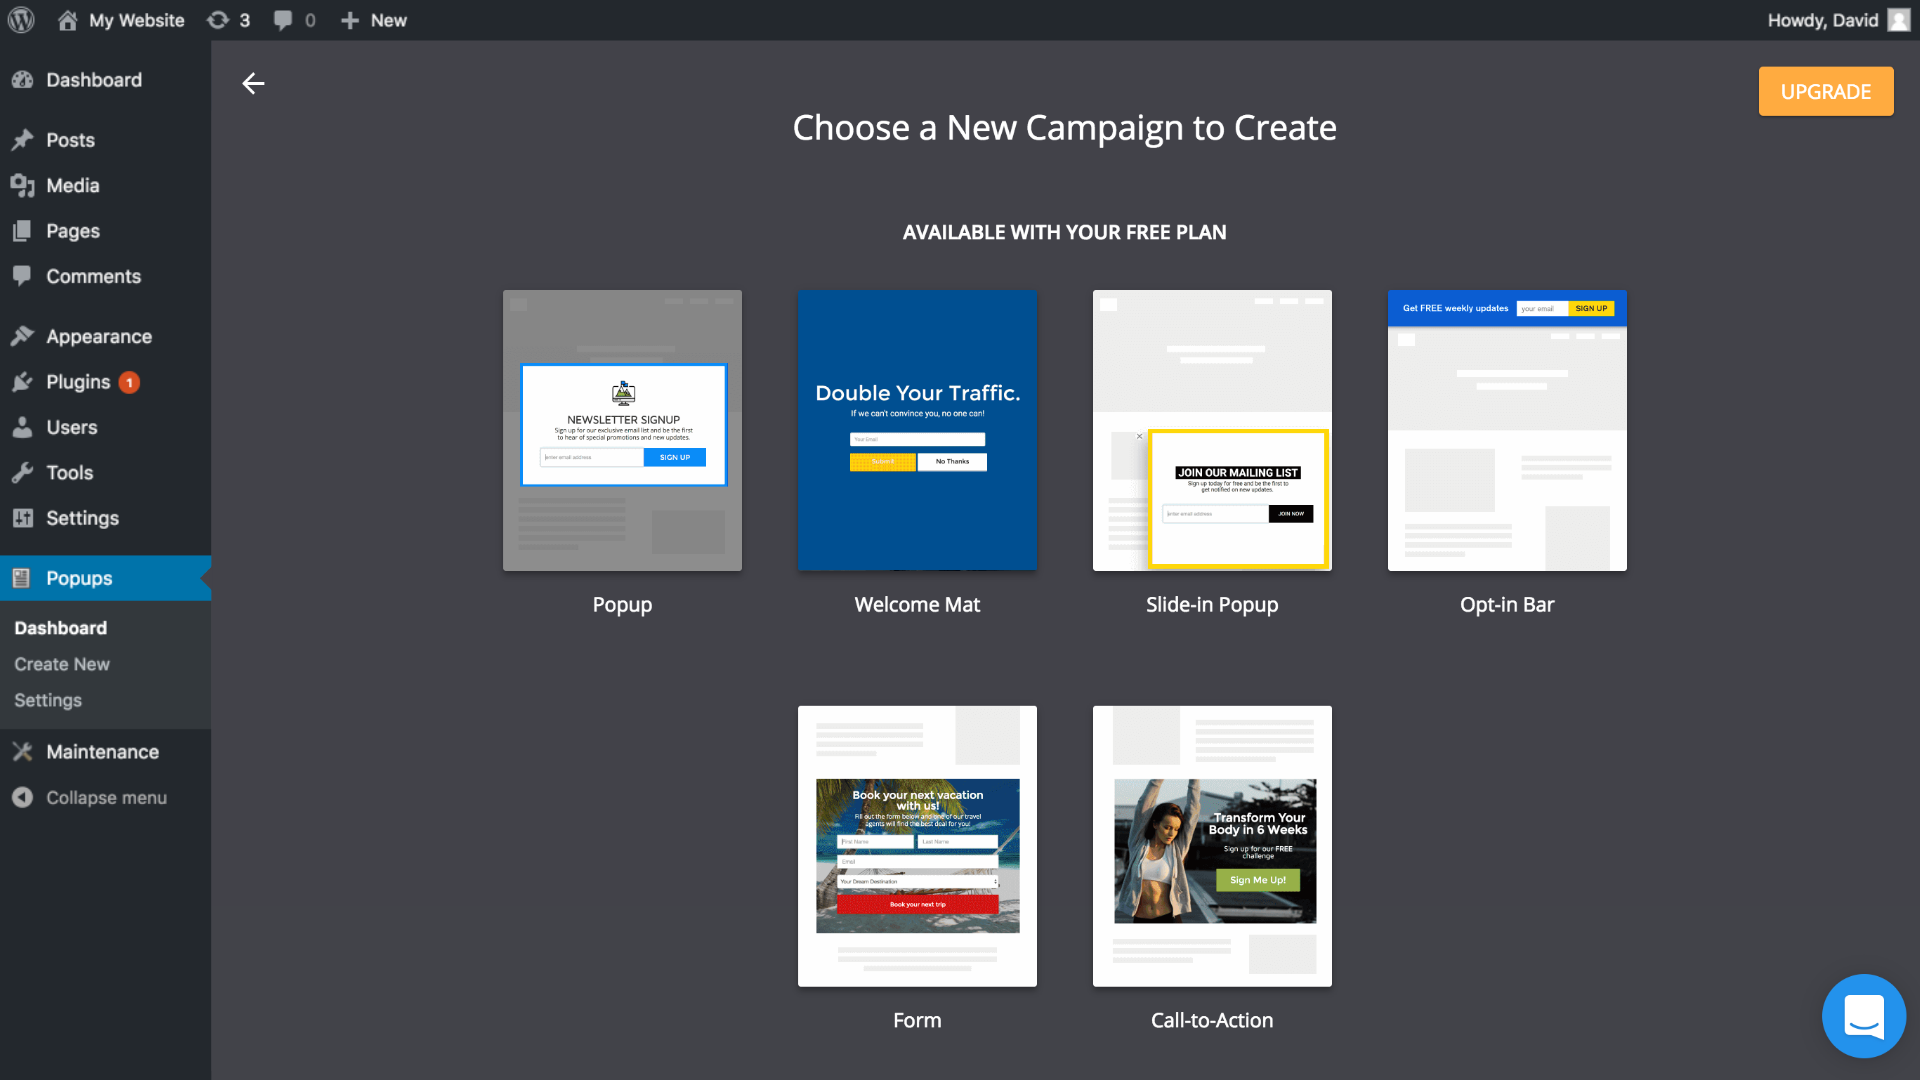 My Website
3
0
New
Howdy, David
Dashboard
Posts
Media
Pages
Comments
Appearance
Plugins 1
Users
Tools
Settings
Popups
Dashboard
Create New
Settings
Maintenance
Collapse menu
UPGRADE
Choose a New Campaign to Create
AVAILABLE WITH YOUR FREE PLAN
NEWSLETTER SIGNUP
Sign up for our exclusive email list and be the first
to hear of special promotions and new updates.
enter email address
SIGN UP
Popup
Double Your Traffic.
If we can't convince you, no one can!
Your Email
Submit
No Thanks
Welcome Mat
JOIN OUR MAILING LIST
Sign up today for free and be the first to
get notified on new updates.
enter email address
JOIN NOW
Slide-in Popup
Get FREE weekly updates
your email
SIGN UP
Opt-in Bar
Book your next vacation
with us!
Fill out the form below and one of our travel
agents will find the best deal for you!
First Name
Last Name
Email
Your Dream Destination
Book your next trip
Form
Transform Your
Body in 6 Weeks
Sign up for our FREE
challenge
Sign Me Up!
Call-to-Action